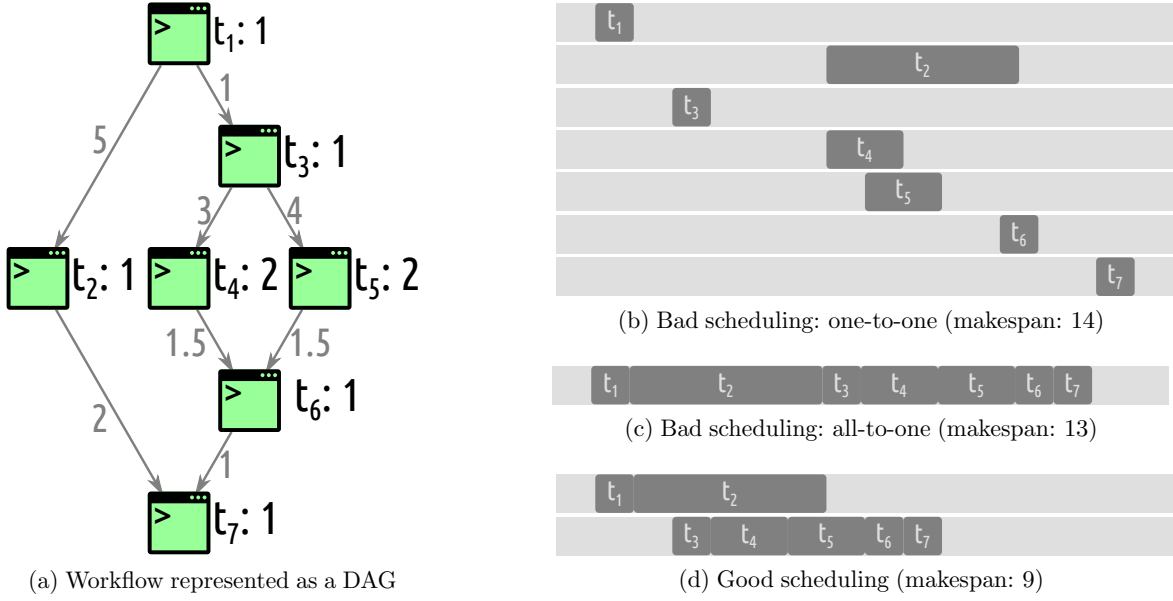 t₁: 1
5
1
t₃: 1
3
4
t₂: 1
t₄: 2
t₅: 2
1.5
1.5
t₆: 1
2
1
t₇: 1
(a) Workflow represented as a DAG
t₁
t₂
t₃
t₄
t₅
t₆
t₇
(b) Bad scheduling: one-to-one (makespan: 14)
t₁ t₂ t₃ t₄ t₅ t₆ t₇
(c) Bad scheduling: all-to-one (makespan: 13)
t₁ t₂
t₃ t₄ t₅ t₆ t₇
(d) Good scheduling (makespan: 9)